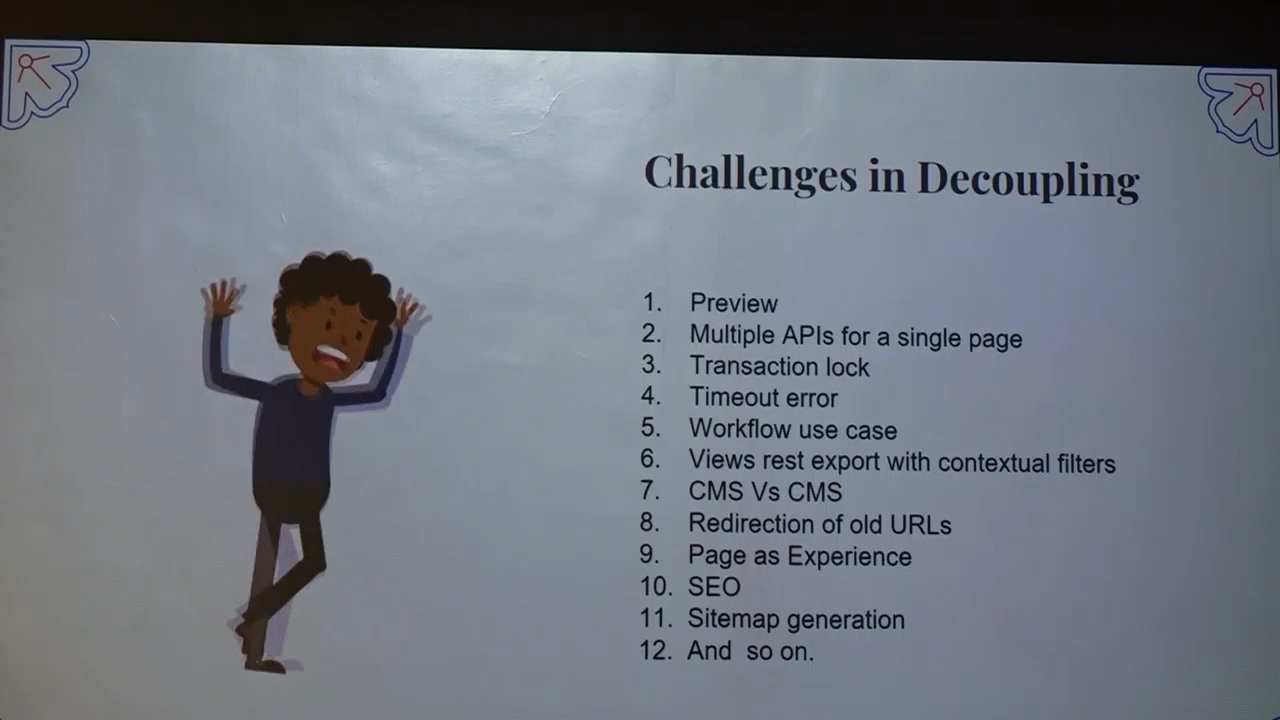 Challenges in Decoupling
1. Preview
2. Multiple APIs for a single page
3. Transaction lock
4. Timeout error
5. Workflow use case
6. Views rest export with contextual filters
7. CMS Vs CMS
8. Redirection of old URLs
9. Page as Experience
10. SEO
11. Sitemap generation
12. And so on.